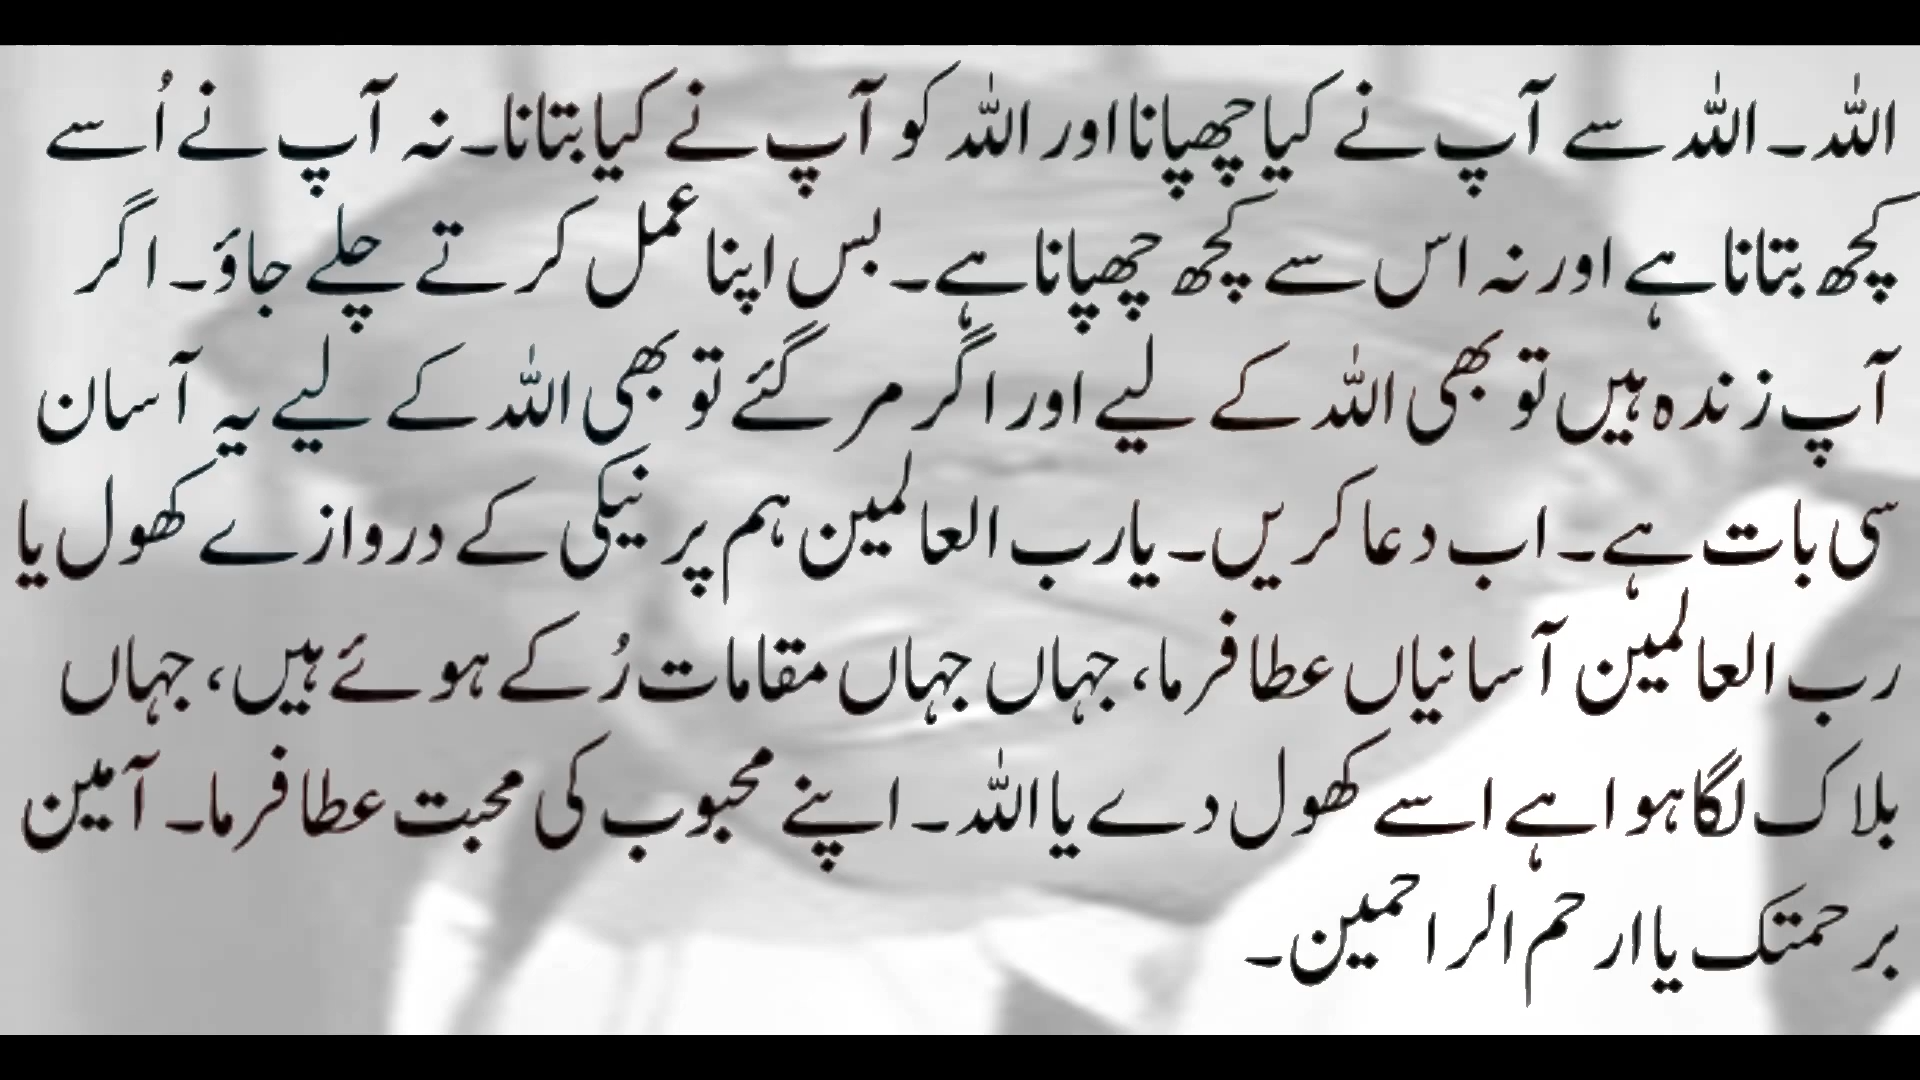 اللہ۔ اللہ سے آپ نے کیا چھپانا اور اللہ کو آپ نے کیا بتانا۔ نہ آپ نے اُسے
کچھ بتانا ہے اور نہ اس سے کچھ چھپانا ہے۔ بس اپنا عمل کرتے چلے جاؤ۔ اگر
آپ زندہ ہیں تو بھی اللہ کے لیے اور اگر مر گئے تو بھی اللہ کے لیے یہ آسان
سی بات ہے۔ اب دعا کریں۔ یارب العالمین ہم پر نیکی کے دروازے کھول یا
رب العالمین آسانیاں عطا فرما، جہاں جہاں مقامات رُکے ہوئے ہیں، جہاں
بلاک لگا ہوا ہے اسے کھول دے یا اللہ۔ اپنے محبوب کی محبت عطا فرما۔ آمین
برحمتک یا ارحم الراحمین۔